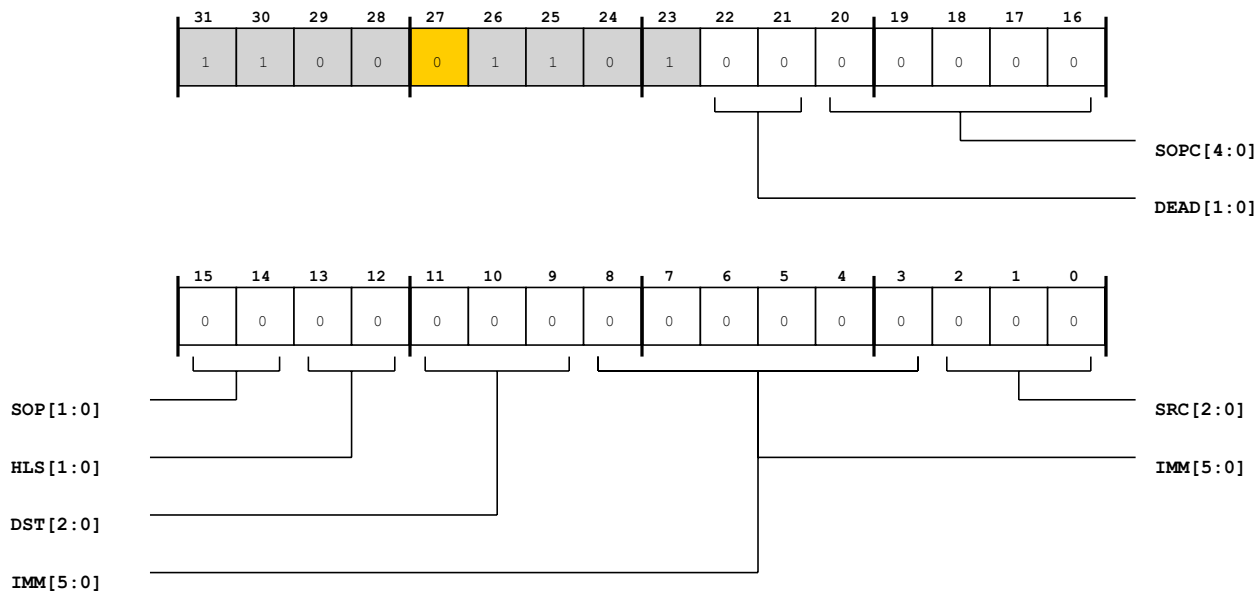 31 30 29 28 27 26 25 24 23 22 21 20 19 18 17 16
1 1 0 0 0 1 1 0 1 0 0 0 0 0 0 0
SOPC[4:0]
DEAD[1:0]
15 14 13 12 11 10 9 8 7 6 5 4 3 2 1 0
0 0 0 0 0 0 0 0 0 0 0 0 0 0 0 0
SOP[1:0] SRC[2:0]
HLS[1:0] IMM[5:0]
DST[2:0]
IMM[5:0]